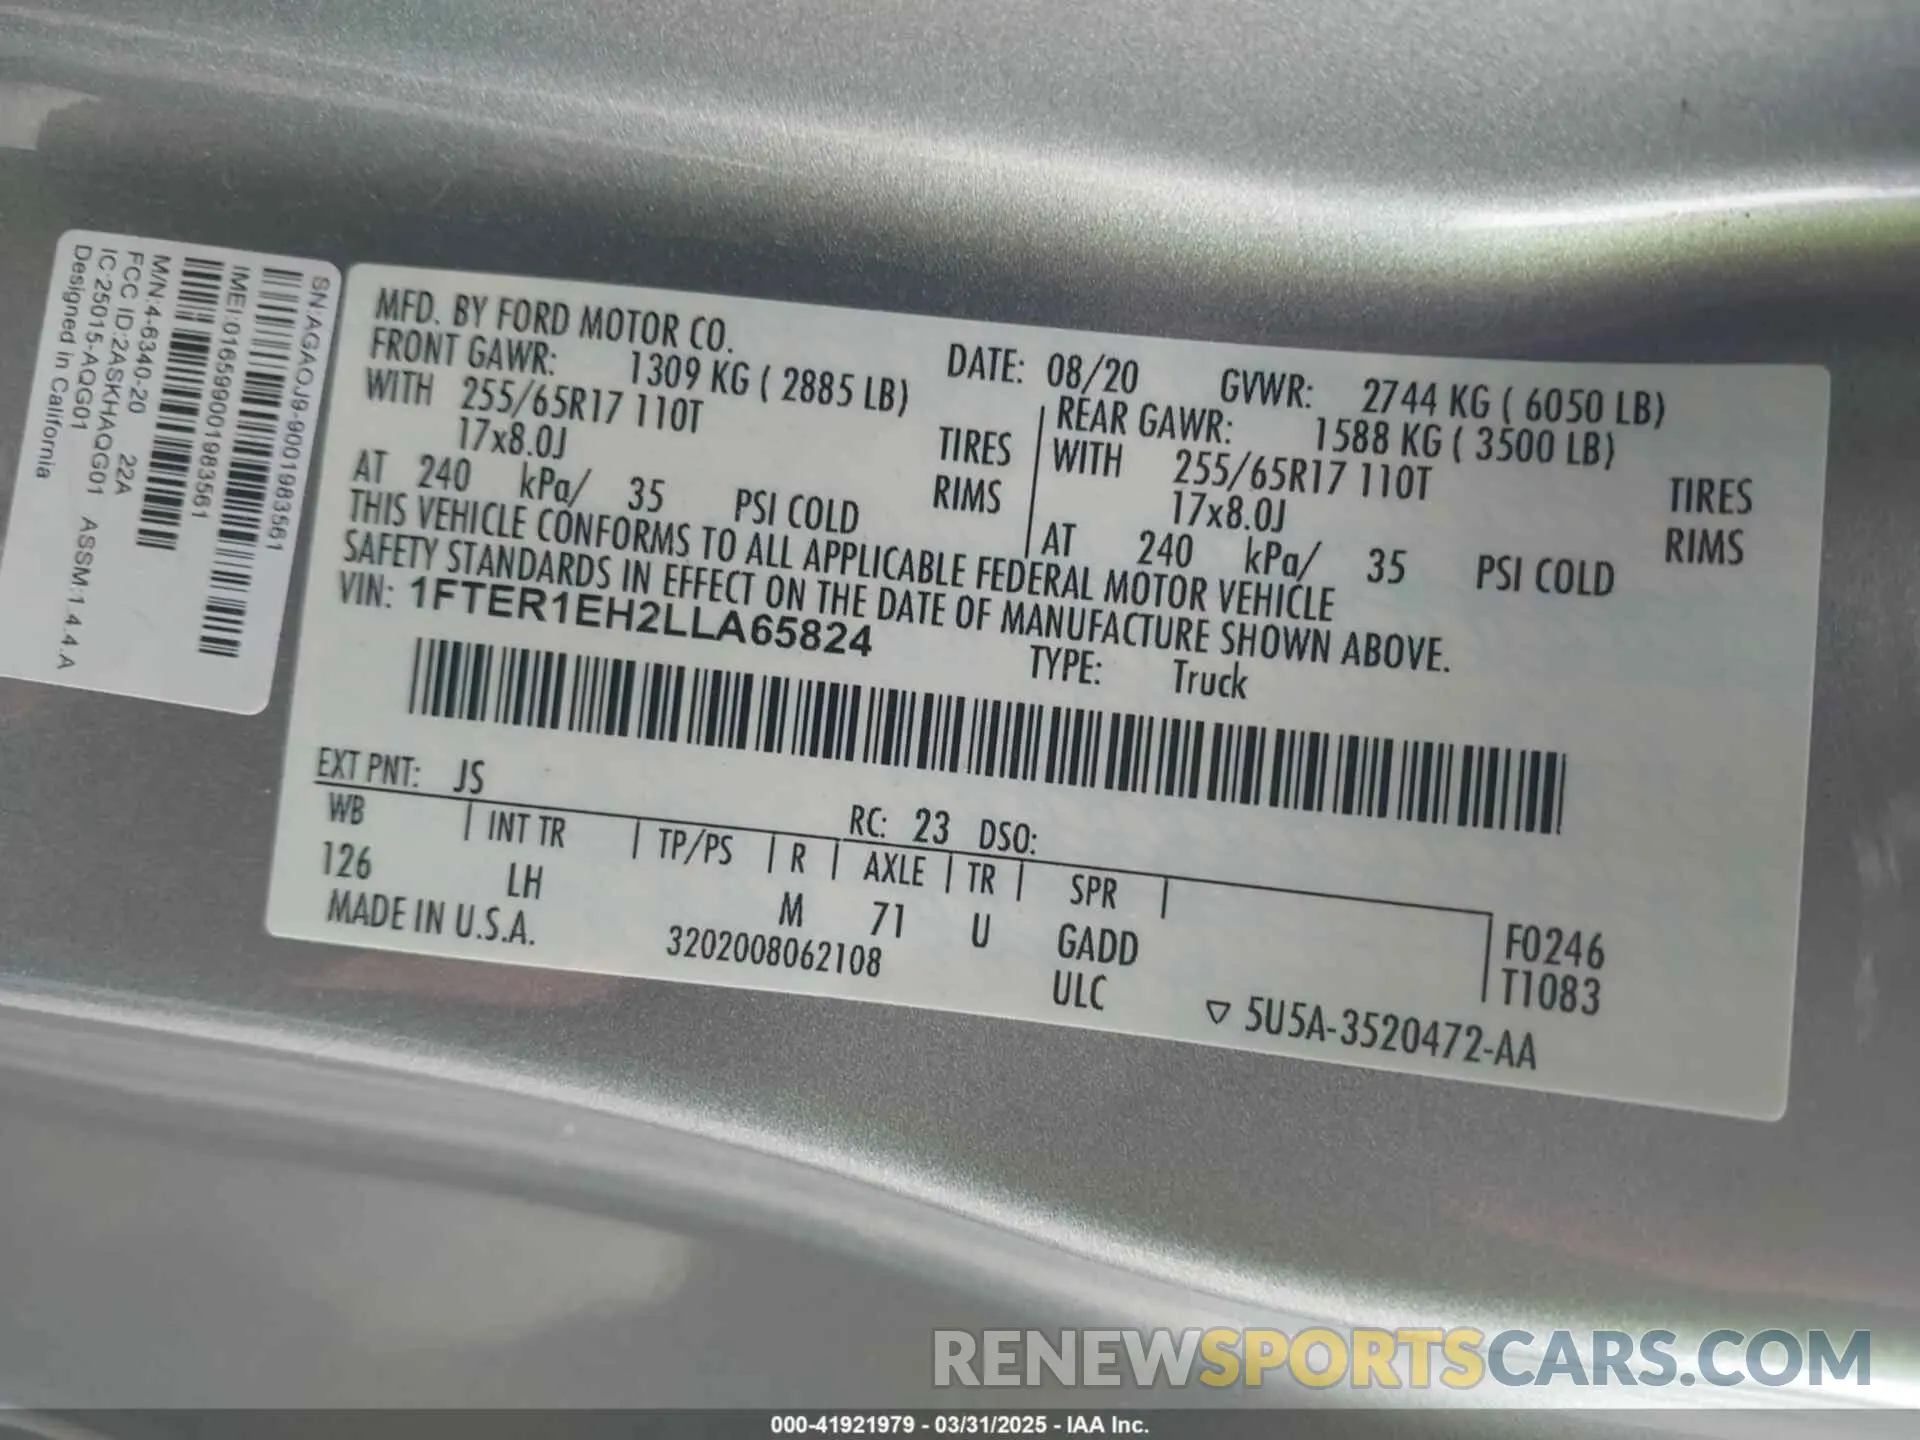 SN:AGAOJ9-90001983561
IMEI:016599001983561
M/N:4-6340-20 22A
FCC ID:2ASKHAQG01
IC:25015-AQG01 ASSM:1.4.4.A
Designed in California
MFD. BY FORD MOTOR CO.
DATE: 08/20 GVWR: 2744 KG ( 6050 LB)
FRONT GAWR: 1309 KG ( 2885 LB)
WITH 255/65R17 110T TIRES
17x8.0J RIMS
AT 240 kPa/ 35 PSI COLD
REAR GAWR: 1588 KG ( 3500 LB)
WITH 255/65R17 110T TIRES
17x8.0J RIMS
AT 240 kPa/ 35 PSI COLD
THIS VEHICLE CONFORMS TO ALL APPLICABLE FEDERAL MOTOR VEHICLE
SAFETY STANDARDS IN EFFECT ON THE DATE OF MANUFACTURE SHOWN ABOVE.
VIN: 1FTER1EH2LLA65824
TYPE: Truck
EXT PNT: JS RC: 23 DSO:
WB INT TR TP/PS R AXLE TR SPR
126 LH M 71 U GADD F0246
ULC T1083
MADE IN U.S.A. 3202008062108
▽ 5U5A-3520472-AA
RENEWSPORTSCARS.COM
000-41921979 - 03/31/2025 - IAA Inc.